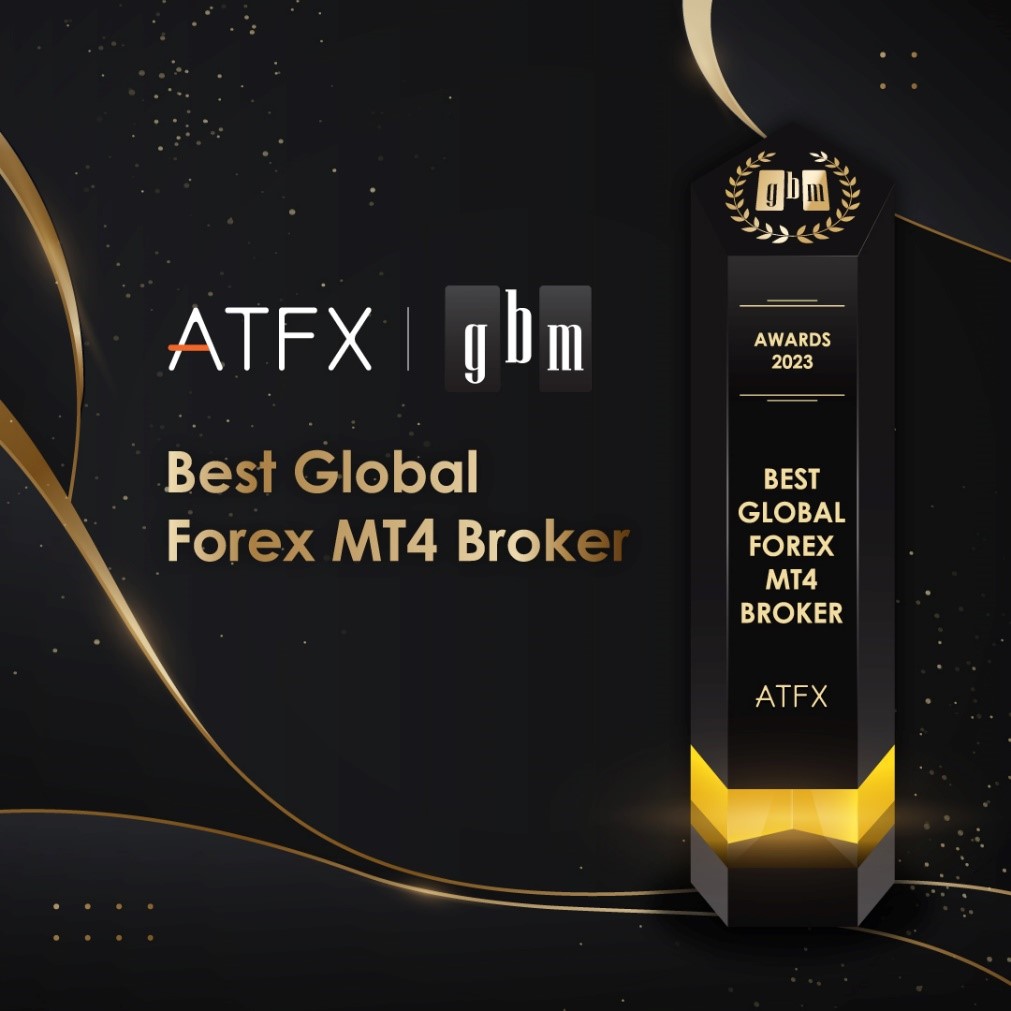 ATFX | gbm
Best Global
Forex MT4 Broker
gbm
AWARDS
2023
BEST
GLOBAL
FOREX
MT4
BROKER
ATFX